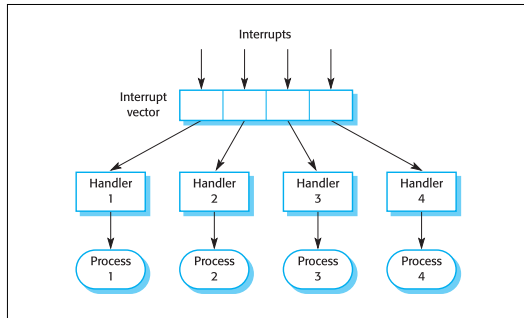 Interrupts
Interrupt
vector
Handler
1
Handler
2
Handler
3
Handler
4
Process
1
Process
2
Process
3
Process
4